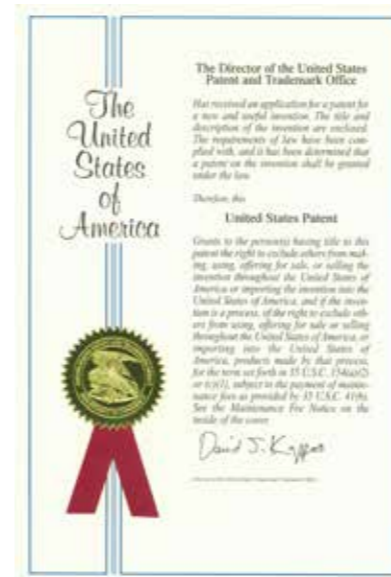 The
United
States
of
America
The Director of the United States
Patent and Trademark Office
Has received an application for a patent for
a new and useful invention. The title and
description of the invention are enclosed.
The requirements of law have been com-
plied with, and it has been determined that
a patent on the invention shall be granted
under the law.
Therefore, this
United States Patent
Grants to the person(s) having title to this
patent the right to exclude others from mak-
ing, using, offering for sale, or selling the
invention throughout the United States of
America or importing the invention into the
United States of America, and if the inven-
tion is a process, of the right to exclude oth-
ers from using, offering for sale or selling
throughout the United States of America, or
importing into the United States of
America, products made by that process,
for the term set forth in 35 U.S.C. 154(a)(2)
or (c)(1), subject to the payment of mainte-
nance fees as provided by 35 U.S.C. 41(b).
See the Maintenance Fee Notice on the
inside of the cover.
David J. Kappos